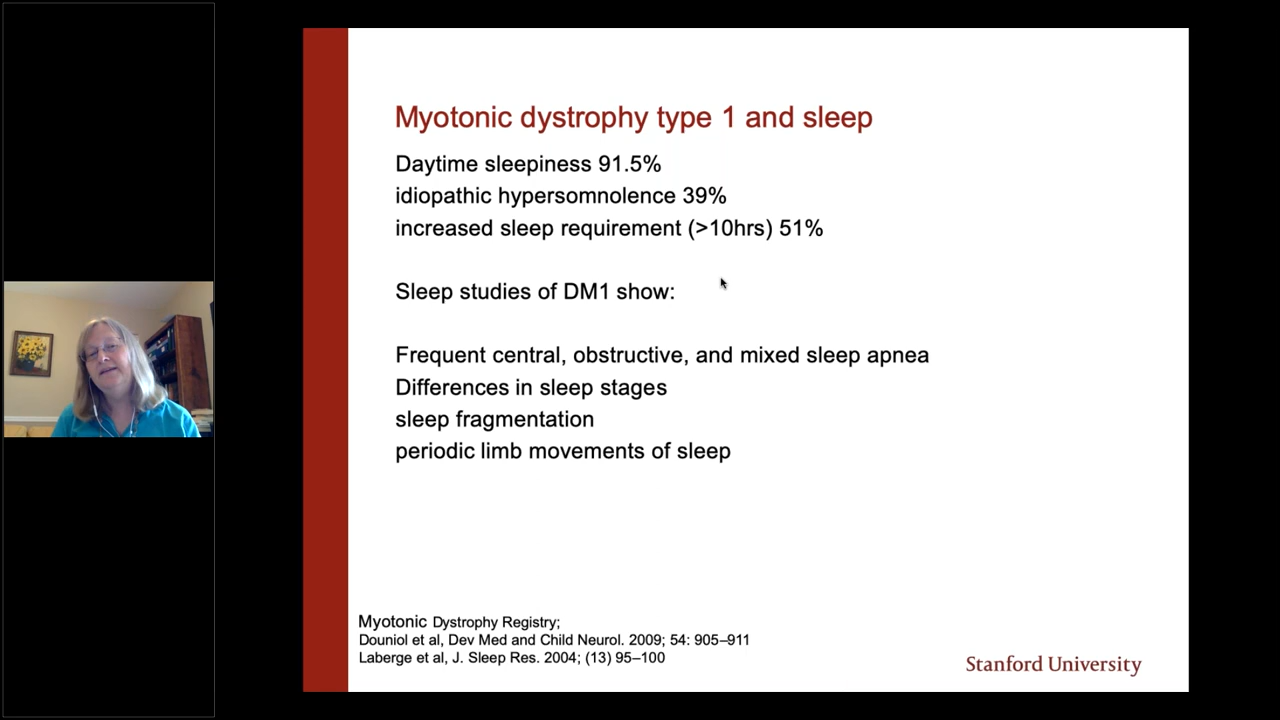 Myotonic dystrophy type 1 and sleep
Daytime sleepiness 91.5%
idiopathic hypersomnolence 39%
increased sleep requirement (>10hrs) 51%
Sleep studies of DM1 show:
Frequent central, obstructive, and mixed sleep apnea
Differences in sleep stages
sleep fragmentation
periodic limb movements of sleep
Myotonic Dystrophy Registry;
Douniol et al, Dev Med and Child Neurol. 2009; 54: 905–911
Laberge et al, J. Sleep Res. 2004; (13) 95–100
Stanford University